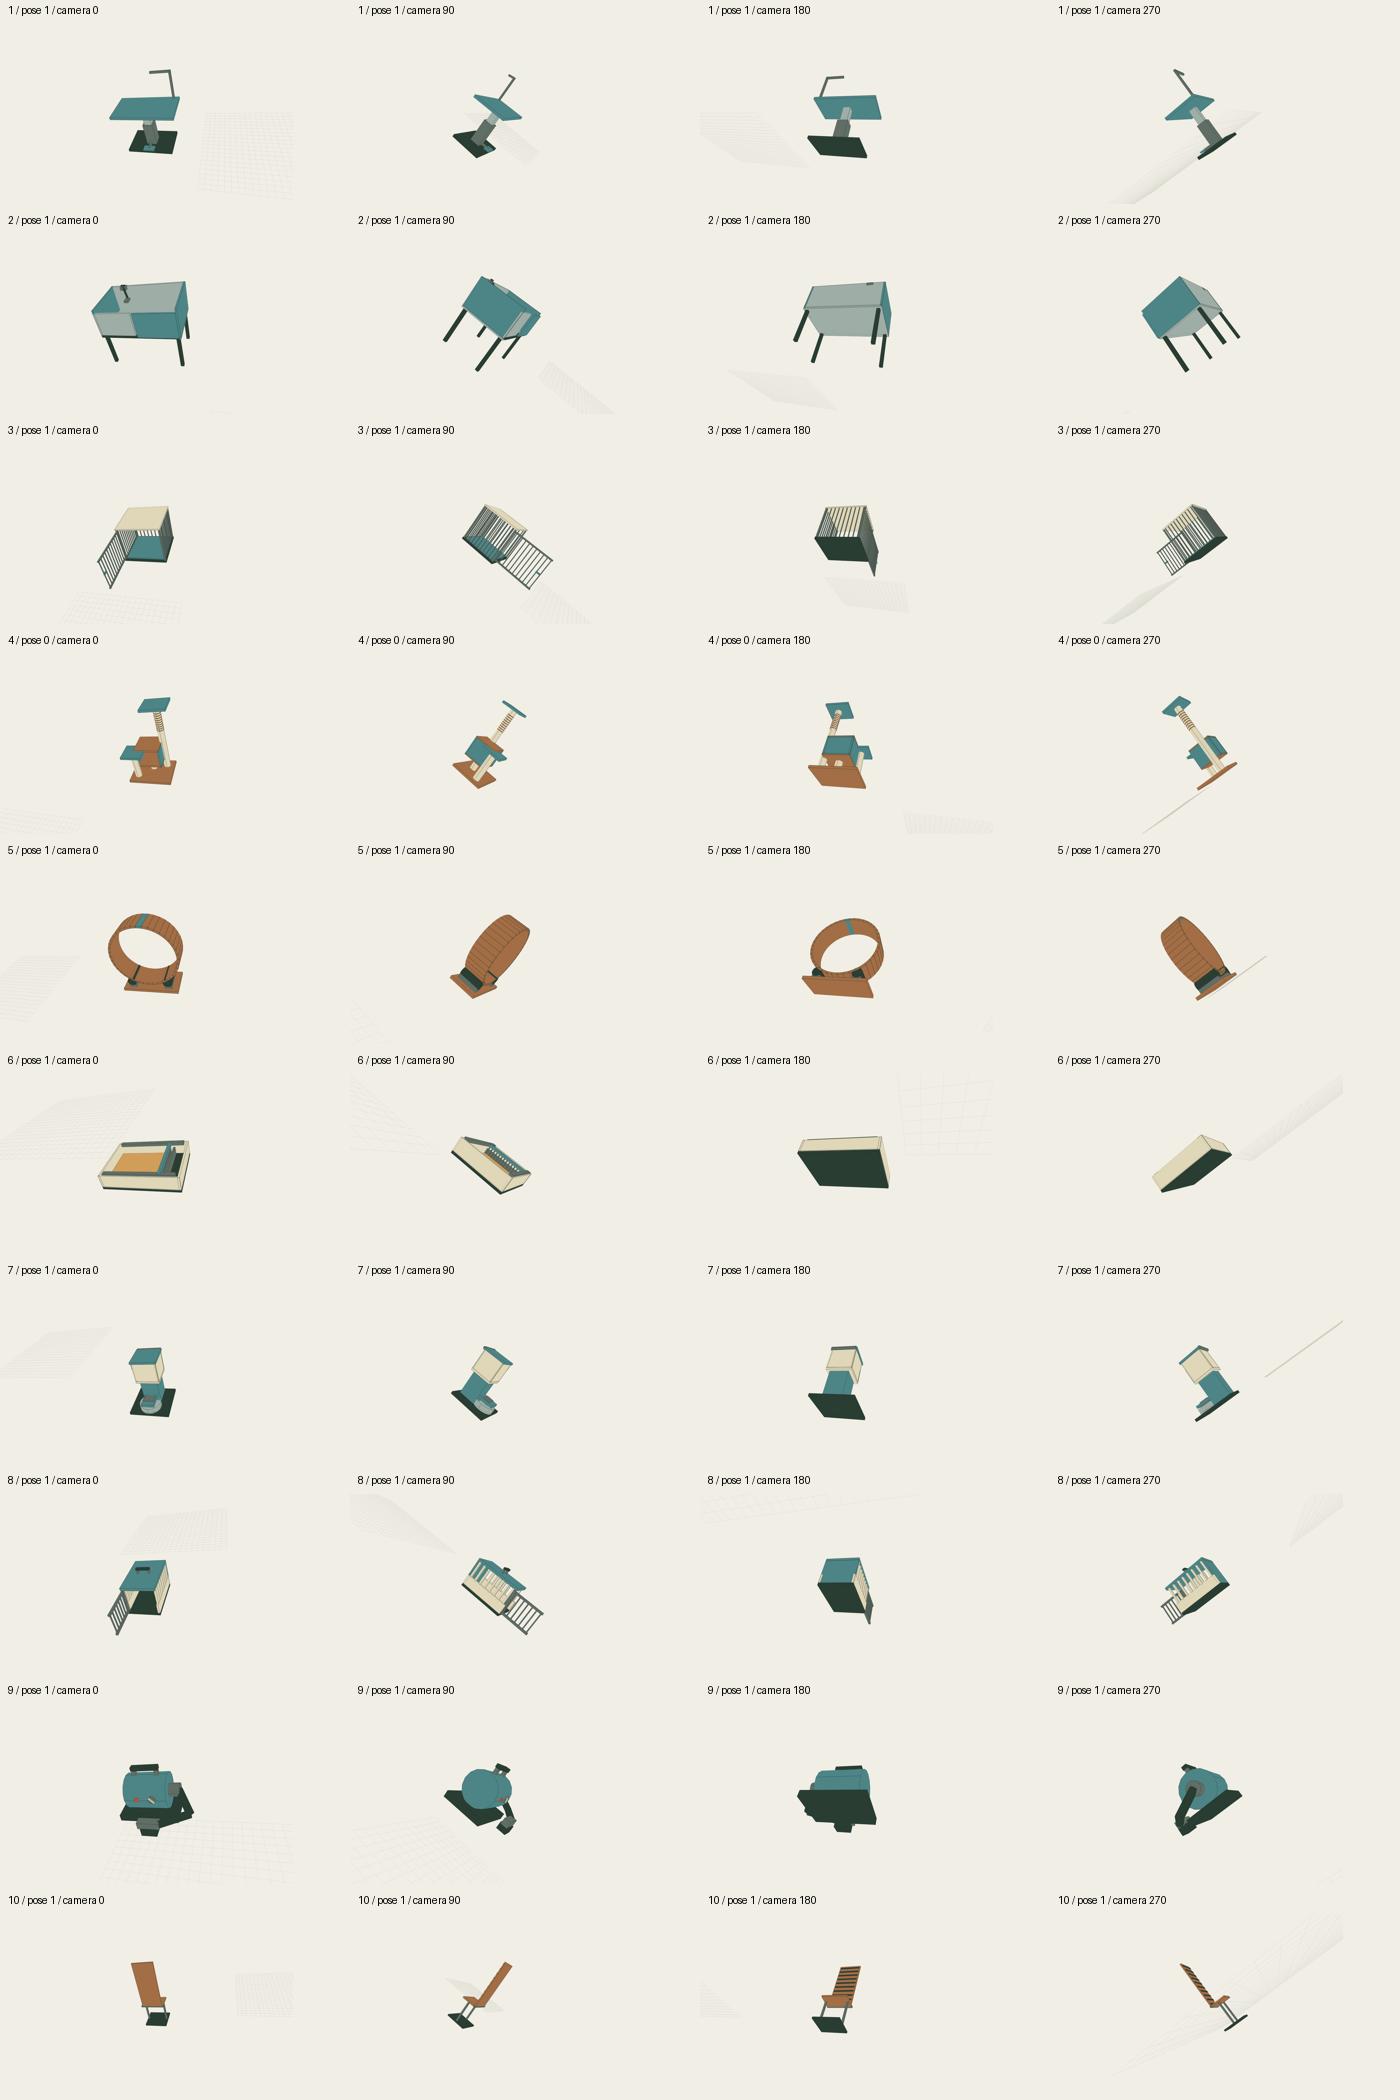 1 / pose 1 / camera 0
1 / pose 1 / camera 90
1 / pose 1 / camera 180
1 / pose 1 / camera 270
2 / pose 1 / camera 0
2 / pose 1 / camera 90
2 / pose 1 / camera 180
2 / pose 1 / camera 270
3 / pose 1 / camera 0
3 / pose 1 / camera 90
3 / pose 1 / camera 180
3 / pose 1 / camera 270
4 / pose 0 / camera 0
4 / pose 0 / camera 90
4 / pose 0 / camera 180
4 / pose 0 / camera 270
5 / pose 1 / camera 0
5 / pose 1 / camera 90
5 / pose 1 / camera 180
5 / pose 1 / camera 270
6 / pose 1 / camera 0
6 / pose 1 / camera 90
6 / pose 1 / camera 180
6 / pose 1 / camera 270
7 / pose 1 / camera 0
7 / pose 1 / camera 90
7 / pose 1 / camera 180
7 / pose 1 / camera 270
8 / pose 1 / camera 0
8 / pose 1 / camera 90
8 / pose 1 / camera 180
8 / pose 1 / camera 270
9 / pose 1 / camera 0
9 / pose 1 / camera 90
9 / pose 1 / camera 180
9 / pose 1 / camera 270
10 / pose 1 / camera 0
10 / pose 1 / camera 90
10 / pose 1 / camera 180
10 / pose 1 / camera 270